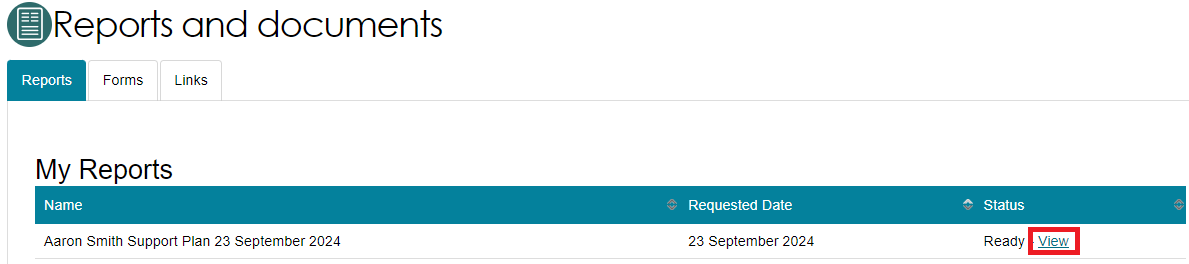 Reports and documents
Reports Forms Links
My Reports
Name Requested Date Status
Aaron Smith Support Plan 23 September 2024 23 September 2024 Ready - View